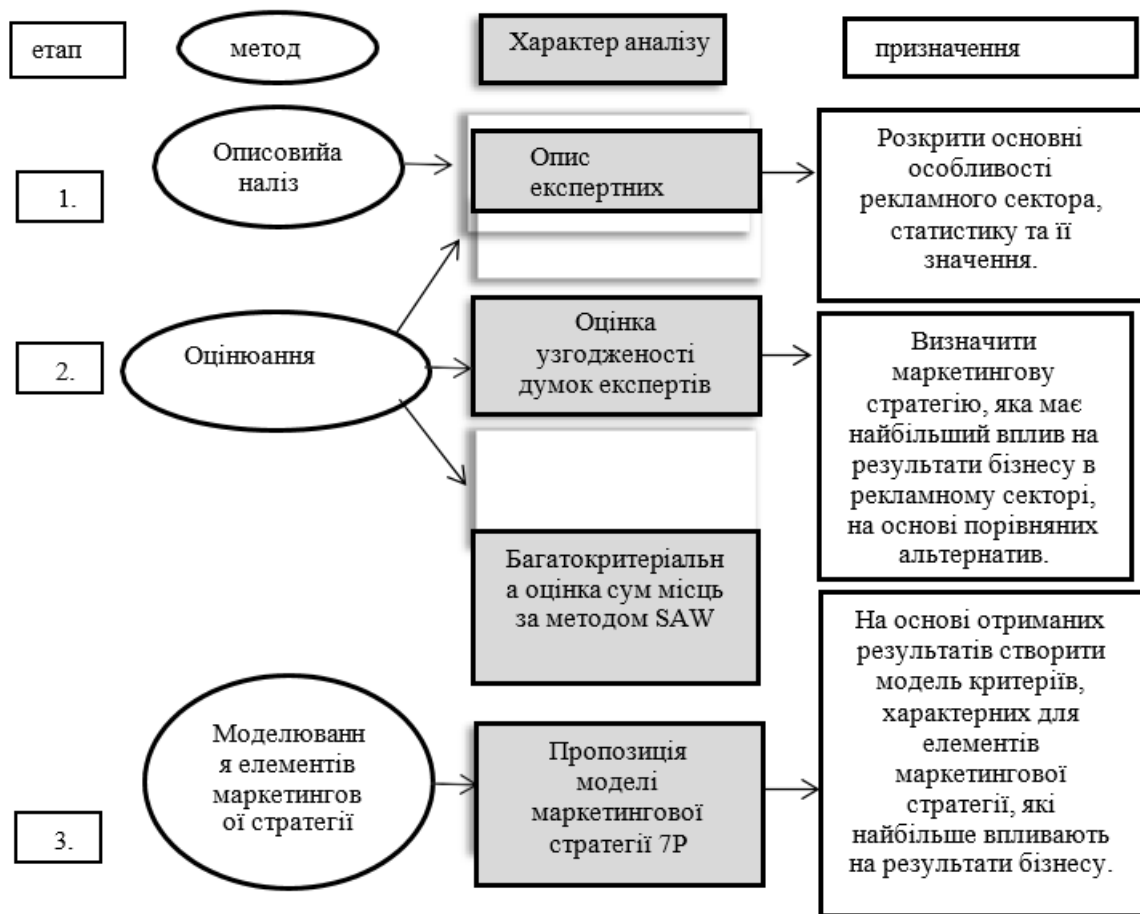 етап
метод
Характер аналізу
призначення
1.
Описовийа
наліз
Опис
експертних
Розкрити основні
особливості
рекламного сектора,
статистику та її
значення.
2.
Оцінюання
Оцінка
узгодженості
думок експертів
Визначити
маркетингову
стратегію, яка має
найбільший вплив на
результати бізнесу в
рекламному секторі,
на основі порівняних
альтернатив.
Багатокритеріальн
а оцінка сум місць
за методом SAW
3.
Моделюванн
я елементів
маркетингов
ої стратегії
Пропозиція
моделі
маркетингової
стратегії 7Р
На основі отриманих
результатів створити
модель критеріїв,
характерних для
елементів
маркетингової
стратегії, які
найбільше впливають
на результати бізнесу.